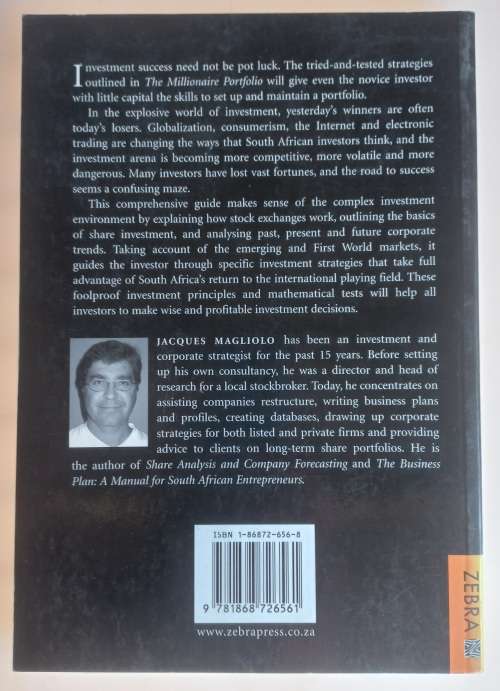 Investment success need not be pot luck. The tried-and-tested strategies
outlined in The Millionaire Portfolio will give even the novice investor
with little capital the skills to set up and maintain a portfolio.
In the explosive world of investment, yesterday's winners are often
today's losers. Globalization, consumerism, the Internet and electronic
trading are changing the ways that South African investors think, and the
investment arena is becoming more competitive, more volatile and more
dangerous. Many investors have lost vast fortunes, and the road to success
seems a confusing maze.
This comprehensive guide makes sense of the complex investment
environment by explaining how stock exchanges work, outlining the basics
of share investment, and analysing past, present and future corporate
trends. Taking account of the emerging and First World markets, it
guides the investor through specific investment strategies that take full
advantage of South Africa's return to the international playing field. These
foolproof investment principles and mathematical tests will help all
investors to make wise and profitable investment decisions.
JACQUES MAGLIOLO has been an investment and
corporate strategist for the past 15 years. Before setting
up his own consultancy, he was a director and head of
research for a local stockbroker. Today, he concentrates on
assisting companies restructure, writing business plans
and profiles, creating databases, drawing up corporate
strategies for both listed and private firms and providing
advice to clients on long-term share portfolios. He is
the author of Share Analysis and Company Forecasting and The Business
Plan: A Manual for South African Entrepreneurs.
ISBN 1-86872-656-8
9 781868 726561
www.zebrapress.co.za
ZEBRA